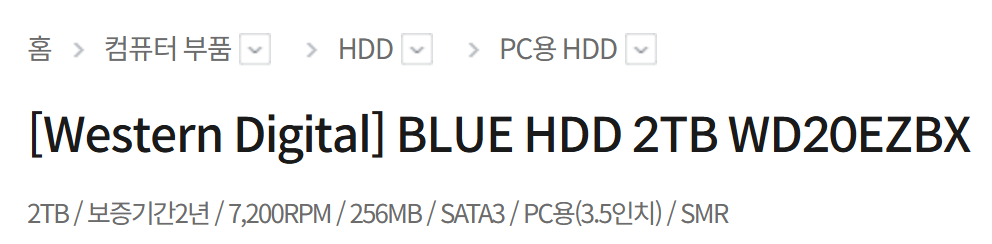 홈 > 컴퓨터 부품 > HDD > PC용 HDD
[Western Digital] BLUE HDD 2TB WD20EZBX
2TB / 보증기간2년 / 7,200RPM / 256MB / SATA3 / PC용(3.5인치) / SMR